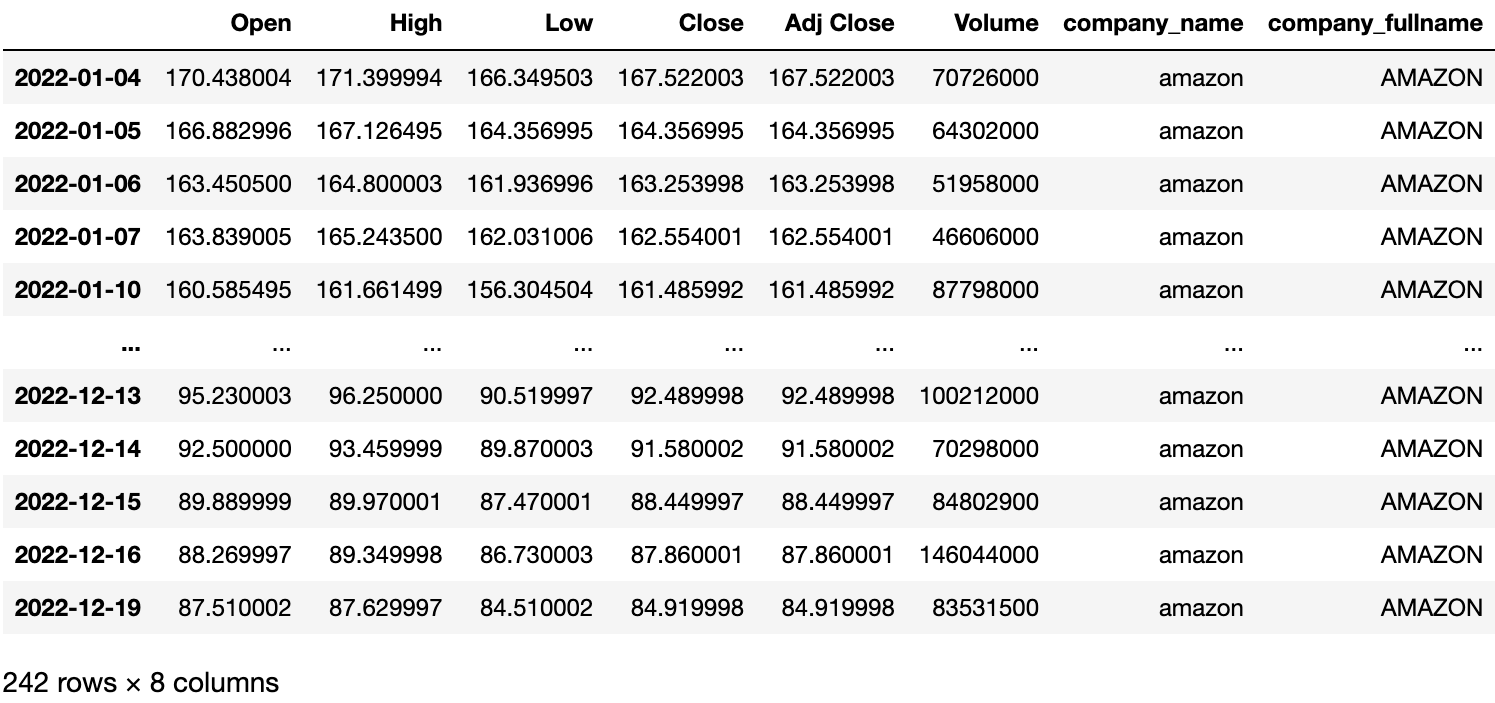 Open High Low Close Adj Close Volume company_name company_fullname
2022-01-04 170.438004 171.399994 166.349503 167.522003 167.522003 70726000 amazon AMAZON
2022-01-05 166.882996 167.126495 164.356995 164.356995 164.356995 64302000 amazon AMAZON
2022-01-06 163.450500 164.800003 161.936996 163.253998 163.253998 51958000 amazon AMAZON
2022-01-07 163.839005 165.243500 162.031006 162.554001 162.554001 46606000 amazon AMAZON
2022-01-10 160.585495 161.661499 156.304504 161.485992 161.485992 87798000 amazon AMAZON
... ... ... ... ... ... ... ... ...
2022-12-13 95.230003 96.250000 90.519997 92.489998 92.489998 100212000 amazon AMAZON
2022-12-14 92.500000 93.459999 89.870003 91.580002 91.580002 70298000 amazon AMAZON
2022-12-15 89.889999 89.970001 87.470001 88.449997 88.449997 84802900 amazon AMAZON
2022-12-16 88.269997 89.349998 86.730003 87.860001 87.860001 146044000 amazon AMAZON
2022-12-19 87.510002 87.629997 84.510002 84.919998 84.919998 83531500 amazon AMAZON
242 rows × 8 columns